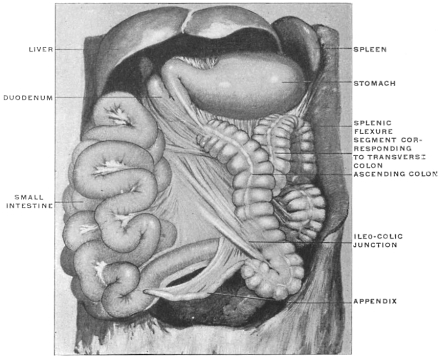 LIVER
SPLEEN
STOMACH
DUODENUM
SPLENIC
FLEXURE
SEGMENT COR-
RESPONDING
TO TRANSVERSE
COLON
ASCENDING COLON
SMALL
INTESTINE
ILEO-COLIC
JUNCTION
APPENDIX